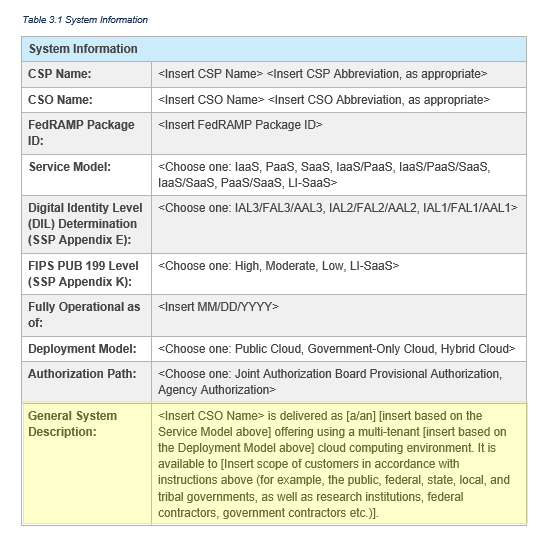 Table 3.1 System Information
System Information
CSP Name:
<Insert CSP Name> <Insert CSP Abbreviation, as appropriate>
CSO Name:
<Insert CSO Name> <Insert CSO Abbreviation, as appropriate>
FedRAMP Package
ID:
<Insert FedRAMP Package ID>
Service Model:
<Choose one: IaaS, PaaS, SaaS, IaaS/PaaS, IaaS/PaaS/SaaS,
IaaS/SaaS, PaaS/SaaS, LI-SaaS>
Digital Identity Level
(DIL) Determination
(SSP Appendix E):
<Choose one: IAL3/FAL3/AAL3, IAL2/FAL2/AAL2, IAL1/FAL1/AAL1>
FIPS PUB 199 Level
(SSP Appendix K):
<Choose one: High, Moderate, Low, LI-SaaS>
Fully Operational as
of:
<Insert MM/DD/YYYY>
Deployment Model:
<Choose one: Public Cloud, Government-Only Cloud, Hybrid Cloud>
Authorization Path:
<Choose one: Joint Authorization Board Provisional Authorization,
Agency Authorization>
General System
Description:
<Insert CSO Name> is delivered as [a/an] [insert based on the
Service Model above] offering using a multi-tenant [insert based on
the Deployment Model above] cloud computing environment. It is
available to [Insert scope of customers in accordance with
instructions above (for example, the public, federal, state, local, and
tribal governments, as well as research institutions, federal
contractors, government contractors etc.)].